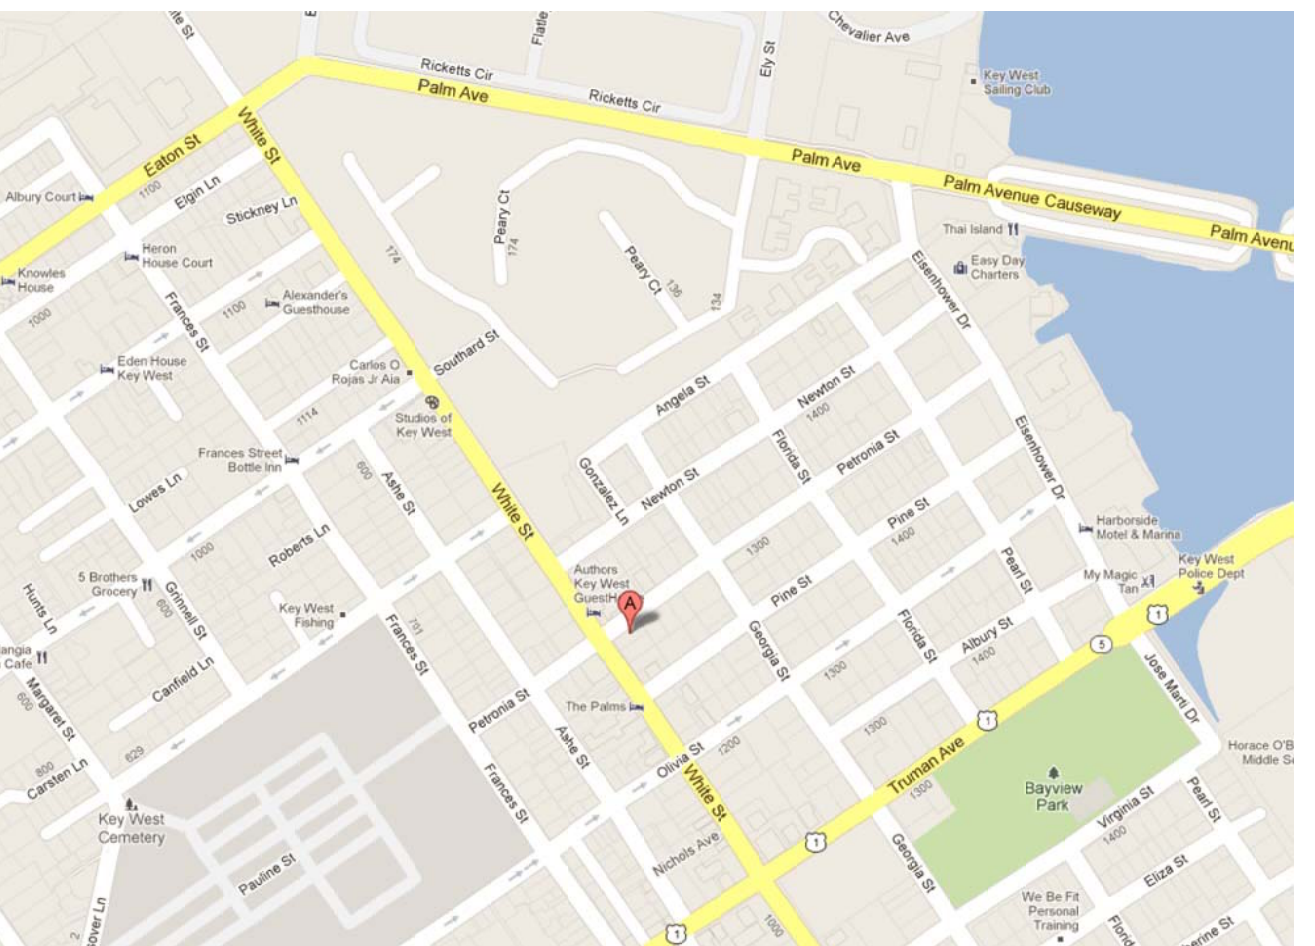 Chevalier Ave
Ely St
Ricketts Cir
Palm Ave
Ricketts Cir
Key West
Sailing Club
White St
Eaton St
Palm Ave
Palm Avenue Causeway
Palm Avenu
1100
Elgin Ln
Stickney Ln
Albury Court
Peary Ct
174
174
Thai Island
Heron
House Court
Easy Day
Charters
Eisenhower Dr
Knowles
House
Peary Ct
136
134
1000
Frances St
1100
Alexander's
Guesthouse
Southard St
Eden House
Key West
Carlos O
Rojas Jr Aia
Angela St
Newton St
1400
1114
Studios of
Key West
Eisenhower Dr
Frances Street
Bottle Inn
600
Ashe St
Gonzalez Ln
Newton St
Florida St
Petronia St
Lowes Ln
White St
Pine St
1400
Harborside
Motel & Marina
1000
Roberts Ln
1300
Pearl St
Key West
Police Dept
My Magic
Tan
Authors
Key West
GuestH
A
Pine St
5 Brothers
Grocery
Hunts Ln
Grinnell St
600
Key West
Fishing
Frances St
701
Georgia St
Florida St
Albury St
1400
1
5
angia
Cafe
Canfield Ln
1300
Jose Marti Dr
Margaret St
600
Petronia St
The Palms
1
1300
Ashe St
Olivia St
1200
Truman Ave
1300
Horace O'B
Middle Sc
629
800
Carsten Ln
Frances St
White St
Bayview
Park
Virginia St
1400
Pearl St
Key West
Cemetery
Nichols Ave
1
Georgia St
Eliza St
Pauline St
We Be Fit
Personal
Training
2
1
1000